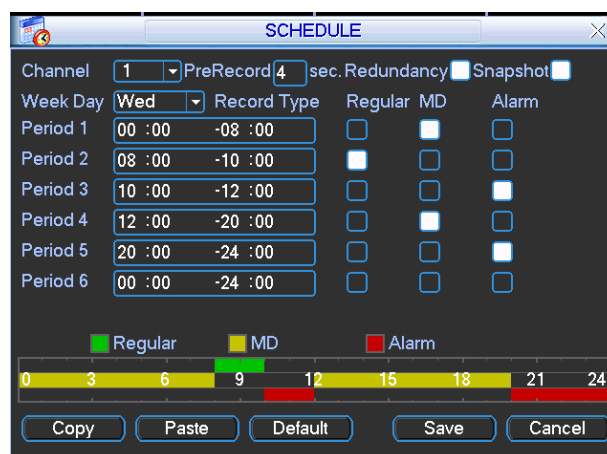 SCHEDULE
Channel 1 PreRecord 4 sec. Redundancy Snapshot
Week Day Wed Record Type Regular MD Alarm
Period 1 00 :00 -08 :00
Period 2 08 :00 -10 :00
Period 3 10 :00 -12 :00
Period 4 12 :00 -20 :00
Period 5 20 :00 -24 :00
Period 6 00 :00 -24 :00
Regular MD Alarm
0 3 6 9 12 15 18 21 24
Copy Paste Default Save Cancel